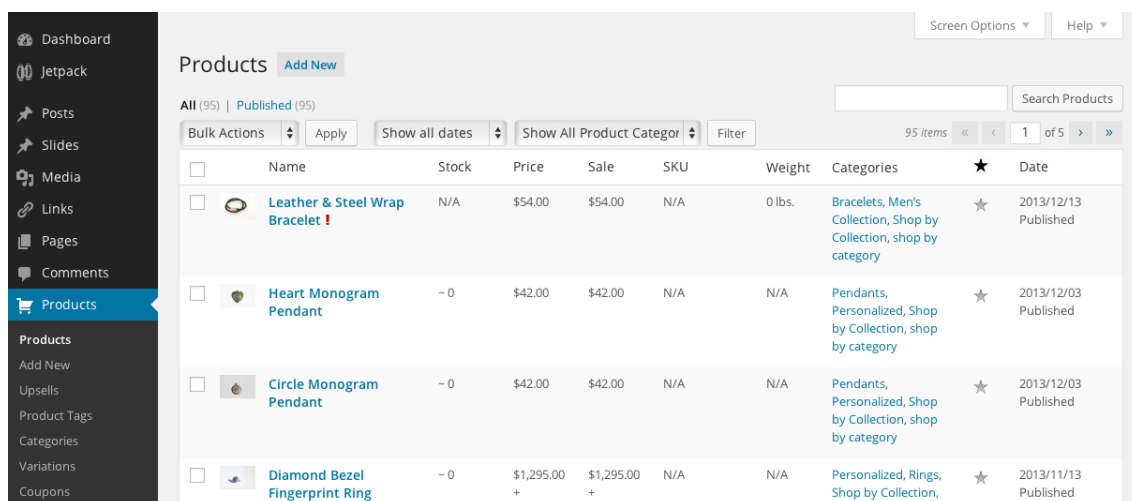 Screen Options Help
Dashboard
Jetpack
Posts
Slides
Media
Links
Pages
Comments
Products
Products
Add New
Upsells
Product Tags
Categories
Variations
Coupons
Products Add New
All (95) | Published (95)
Search Products
Bulk Actions Apply Show all dates Show All Product Categor Filter 95 items « ‹ 1 of 5 › »
Name Stock Price Sale SKU Weight Categories ★ Date
Leather & Steel Wrap N/A $54.00 $54.00 N/A 0 lbs. Bracelets, Men's 2013/12/13
Bracelet ! Collection, Shop by Published
Collection, shop by
category
Heart Monogram ~ 0 $42.00 $42.00 N/A N/A Pendants, 2013/12/03
Pendant Personalized, Shop Published
by Collection, shop
by category
Circle Monogram ~ 0 $42.00 $42.00 N/A N/A Pendants, 2013/12/03
Pendant Personalized, Shop Published
by Collection, shop
by category
Diamond Bezel ~ 0 $1,295.00 $1,295.00 N/A N/A Personalized, Rings, 2013/11/13
Fingerprint Ring + + Shop by Collection, Published